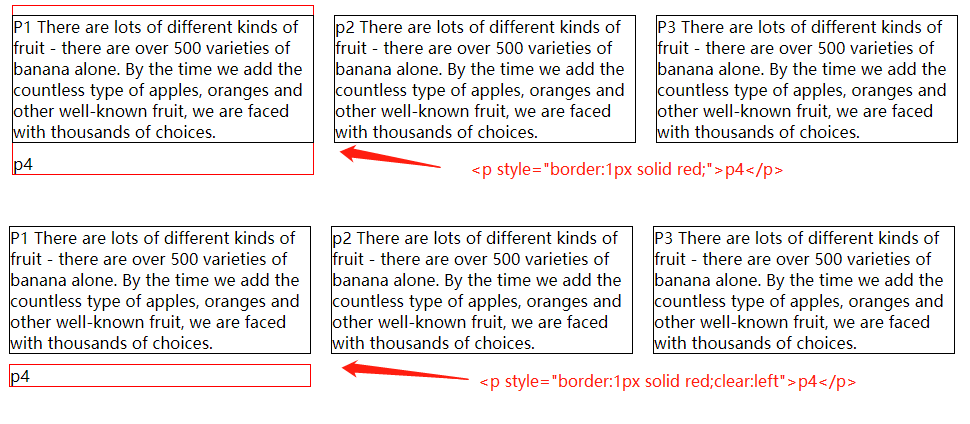 P1 There are lots of different kinds of
fruit - there are over 500 varieties of
banana alone. By the time we add the
countless type of apples, oranges and
other well-known fruit, we are faced
with thousands of choices.
p2 There are lots of different kinds of
fruit - there are over 500 varieties of
banana alone. By the time we add the
countless type of apples, oranges and
other well-known fruit, we are faced
with thousands of choices.
P3 There are lots of different kinds of
fruit - there are over 500 varieties of
banana alone. By the time we add the
countless type of apples, oranges and
other well-known fruit, we are faced
with thousands of choices.
p4
<p style="border:1px solid red;">p4</p>
P1 There are lots of different kinds of
fruit - there are over 500 varieties of
banana alone. By the time we add the
countless type of apples, oranges and
other well-known fruit, we are faced
with thousands of choices.
p2 There are lots of different kinds of
fruit - there are over 500 varieties of
banana alone. By the time we add the
countless type of apples, oranges and
other well-known fruit, we are faced
with thousands of choices.
P3 There are lots of different kinds of
fruit - there are over 500 varieties of
banana alone. By the time we add the
countless type of apples, oranges and
other well-known fruit, we are faced
with thousands of choices.
p4
<p style="border:1px solid red;clear:left">p4</p>